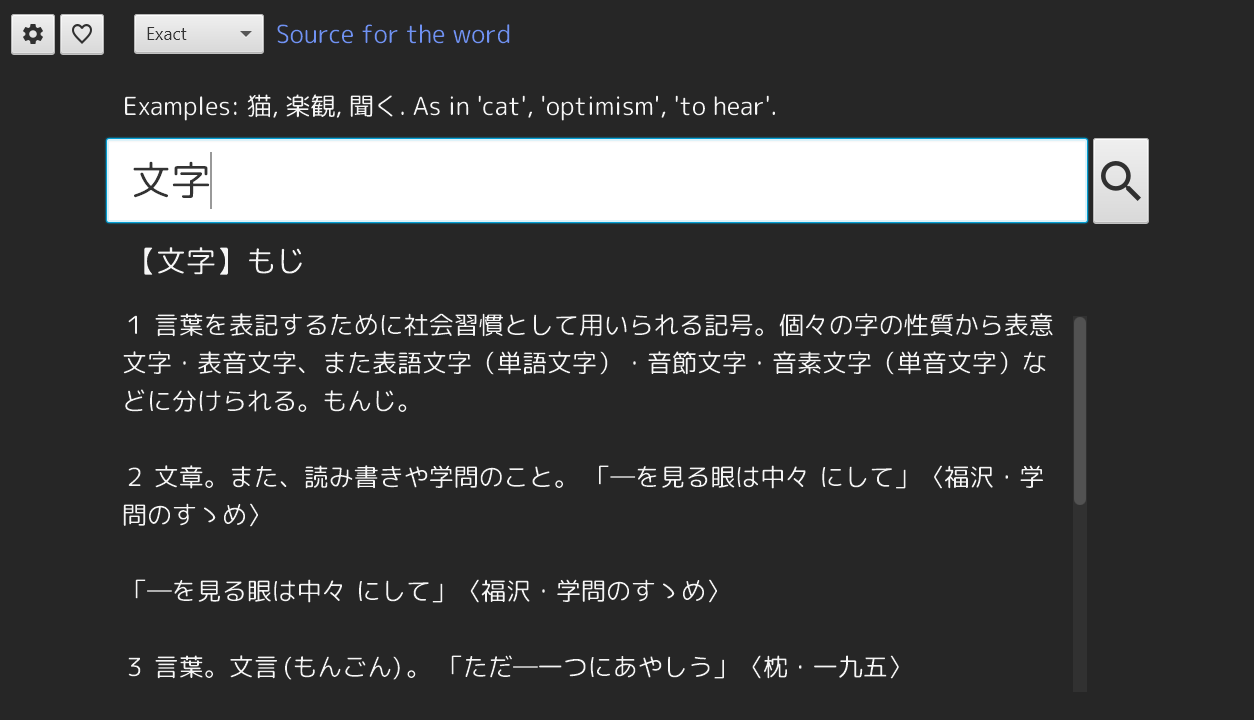 Exact
Source for the word
Examples: 猫, 楽観, 聞く. As in 'cat', 'optimism', 'to hear'.
文字
【文字】もじ
１ 言葉を表記するために社会習慣として用いられる記号。個々の字の性質から表意
文字・表音文字、また表語文字（単語文字）・音節文字・音素文字（単音文字）な
どに分けられる。もんじ。
２ 文章。また、読み書きや学問のこと。「―を見る眼は中々 にして」〈福沢・学
問のすゝめ〉
「―を見る眼は中々 にして」〈福沢・学問のすゝめ〉
３ 言葉。文言(もんごん)。「ただ―一つにあやしう」〈枕・一九五〉